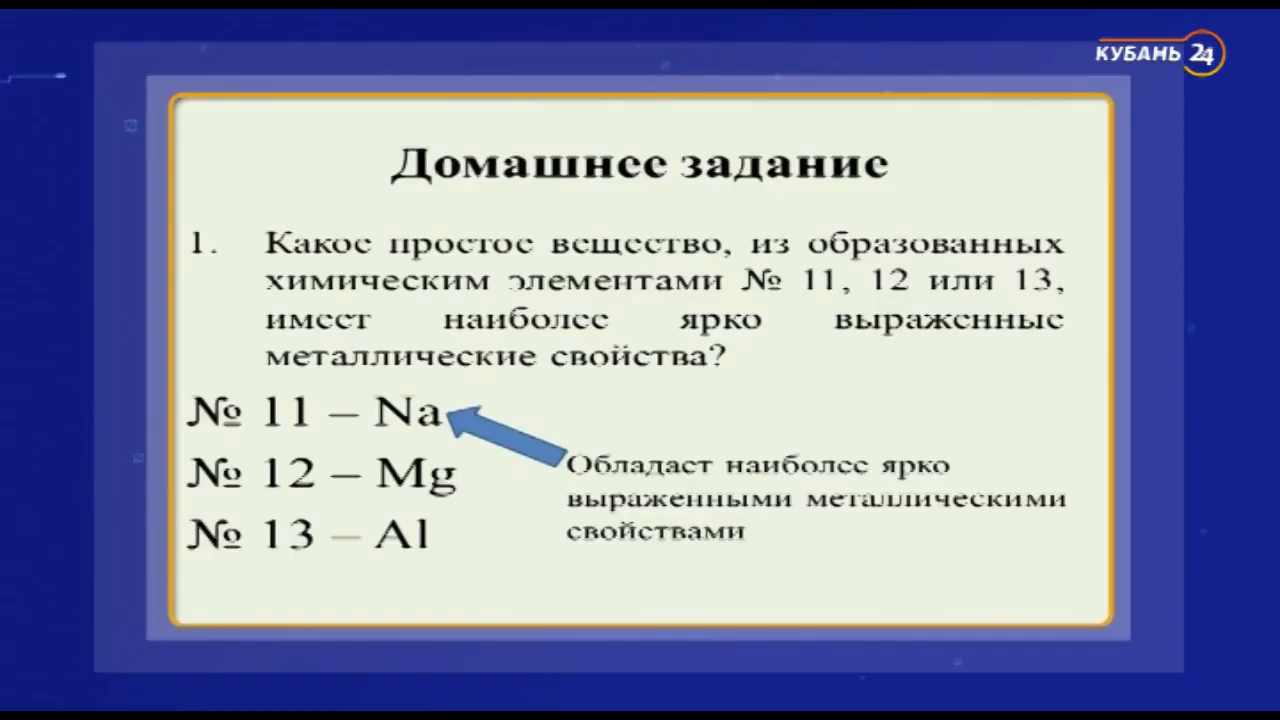 КУБАНЬ 24
Домашнее задание
1. Какое простое вещество, из образованных
химическим элементами № 11, 12 или 13,
имеет наиболее ярко выраженные
металлические свойства?
№ 11 – Na
№ 12 – Mg
№ 13 – Al
Обладает наиболее ярко
выраженными металлическими
свойствами